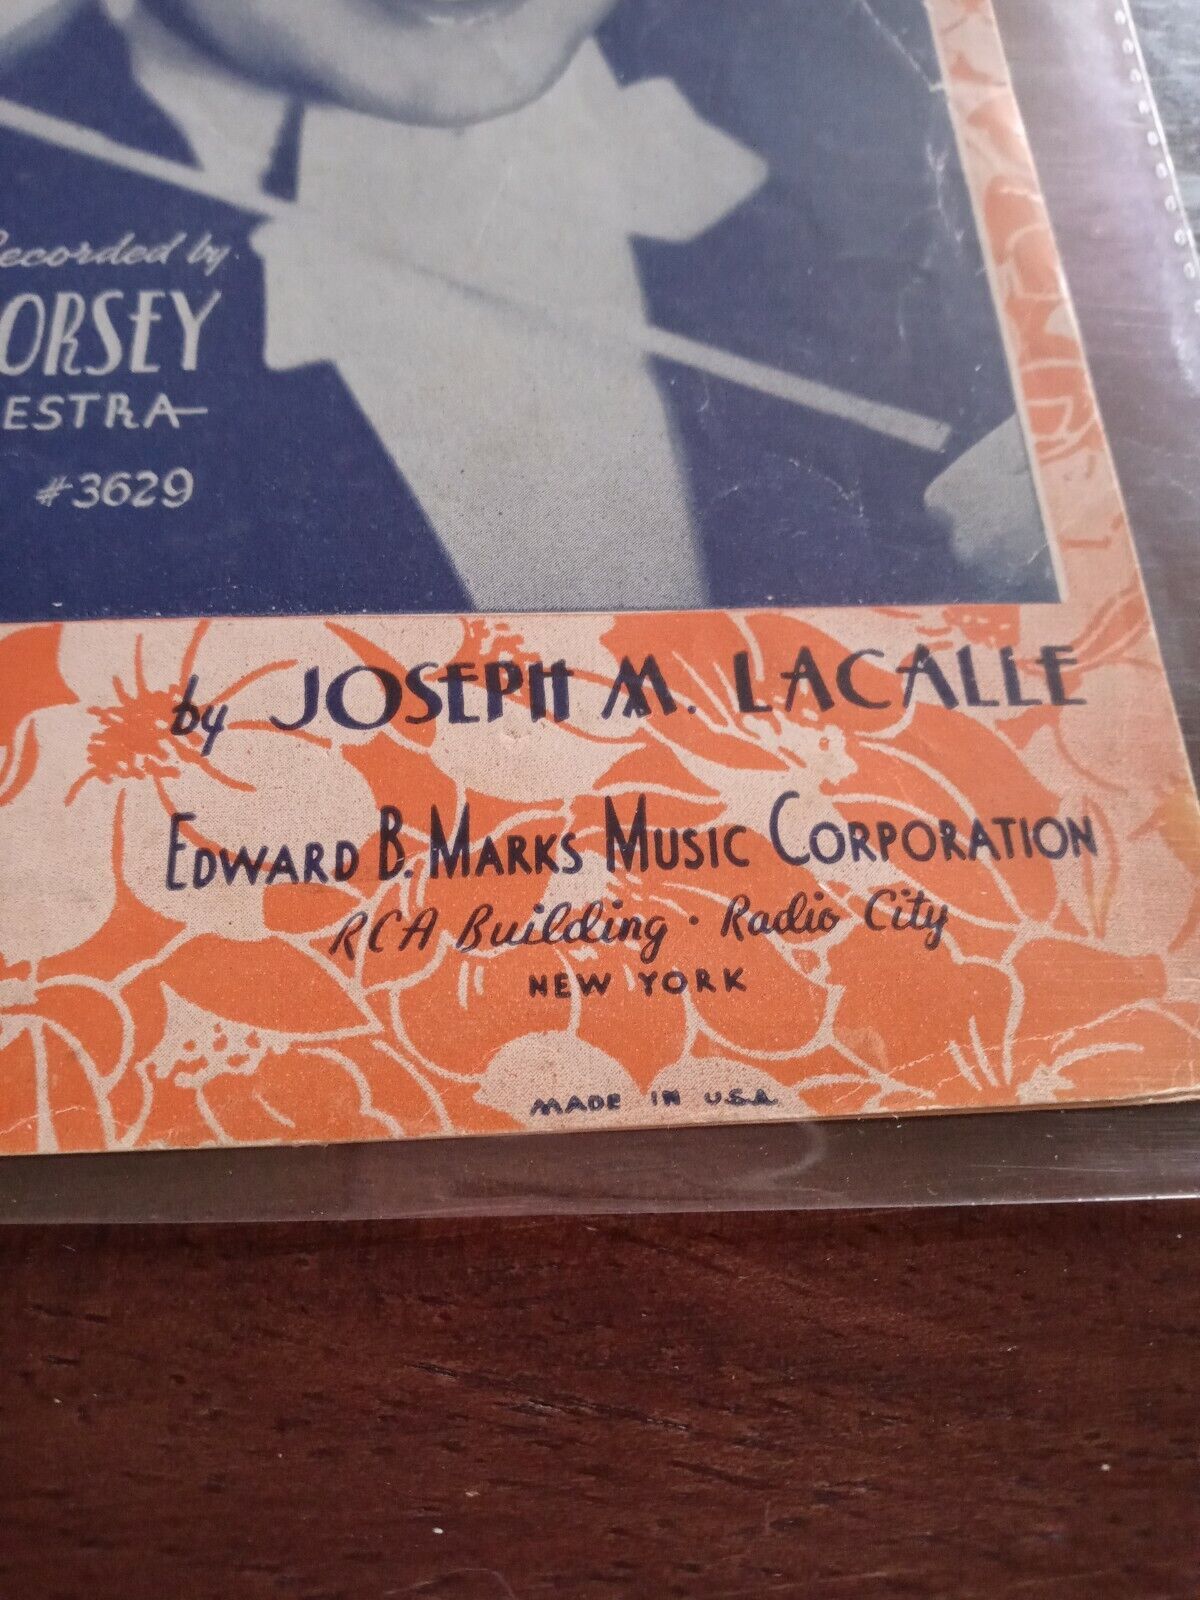 Recorded by
ORSEY
ESTRA
#3629
by JOSEPH M. LACALLE
EDWARD B. MARKS MUSIC CORPORATION
RCA Building · Radio City
NEW YORK
MADE IN U.S.A.